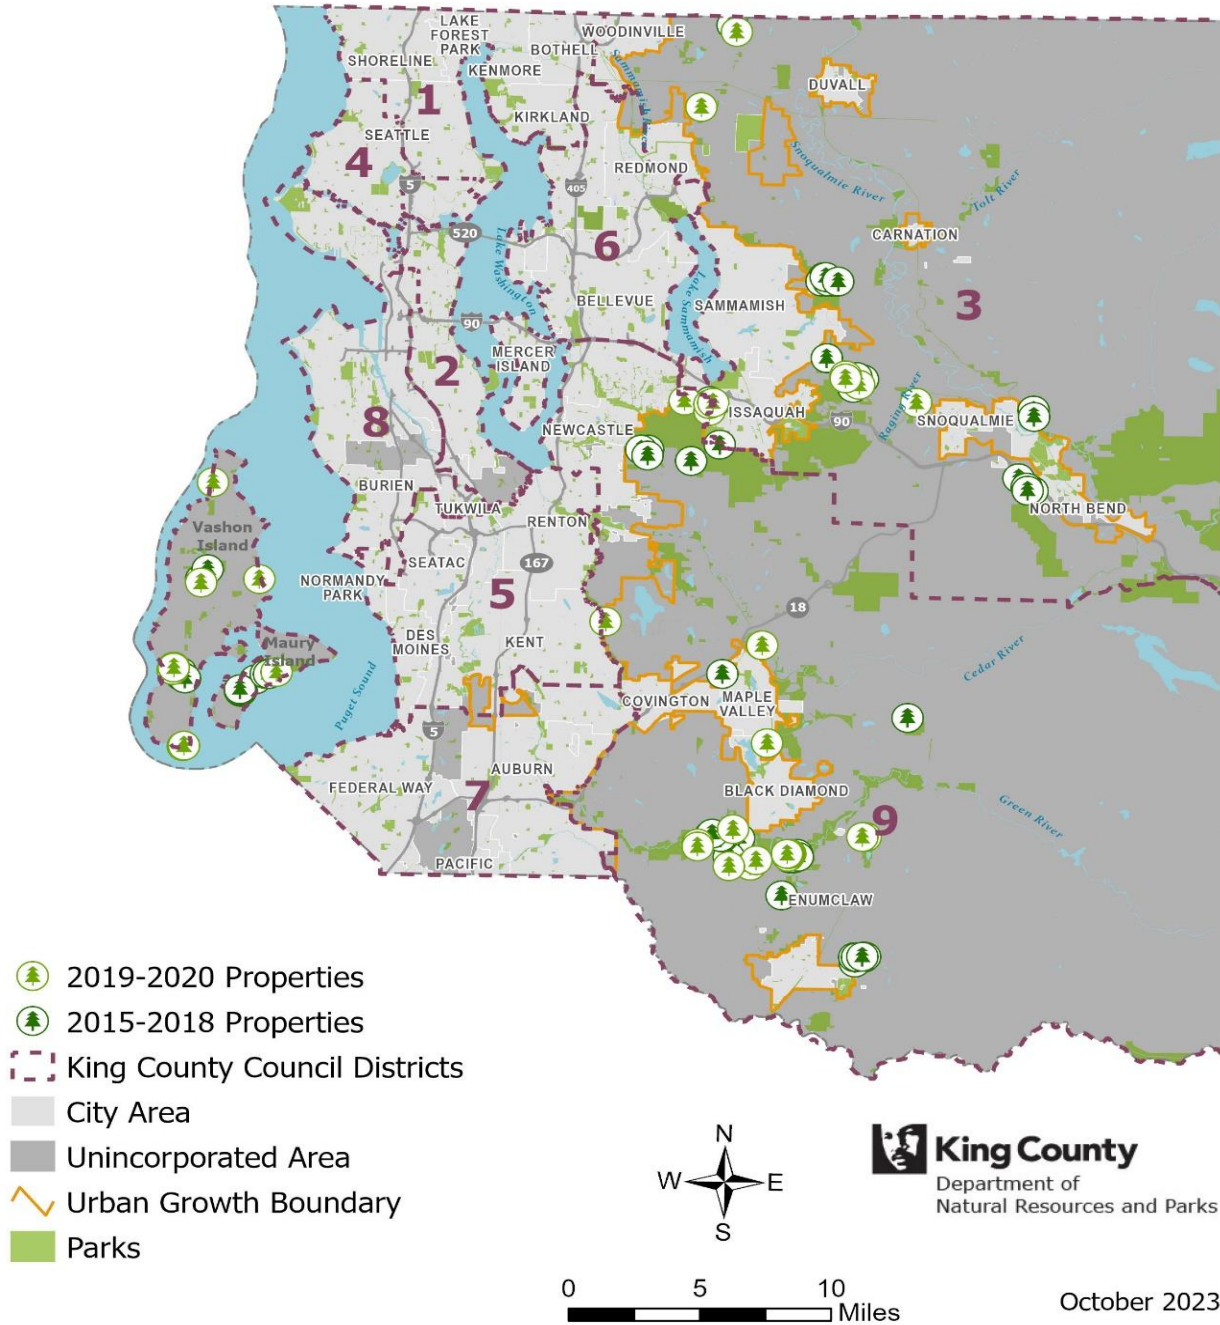 LAKE
FOREST
PARK
WOODINVILLE
BOTHELL
SHORELINE
KENMORE
Sammamish River
DUVALL
1
KIRKLAND
SEATTLE
4
REDMOND
Snoqualmie River
Tolt River
5
405
520
6
CARNATION
Lake Washington
BELLEVUE
Lake Sammamish
SAMMAMISH
3
90
MERCER
ISLAND
2
8
NEWCASTLE
ISSAQUAH
90
Raging River
SNOQUALMIE
BURIEN
TUKWILA
RENTON
NORTH BEND
Vashon
Island
SEATAC
167
NORMANDY
PARK
5
18
DES
MOINES
KENT
Maury
Island
Cedar River
Puget Sound
COVINGTON
MAPLE
VALLEY
5
AUBURN
FEDERAL WAY
7
BLACK DIAMOND
9
Green River
PACIFIC
ENUMCLAW
2019-2020 Properties
2015-2018 Properties
King County Council Districts
City Area
Unincorporated Area
Urban Growth Boundary
Parks
N
W
E
S
King County
Department of
Natural Resources and Parks
0 5 10
Miles
October 2023